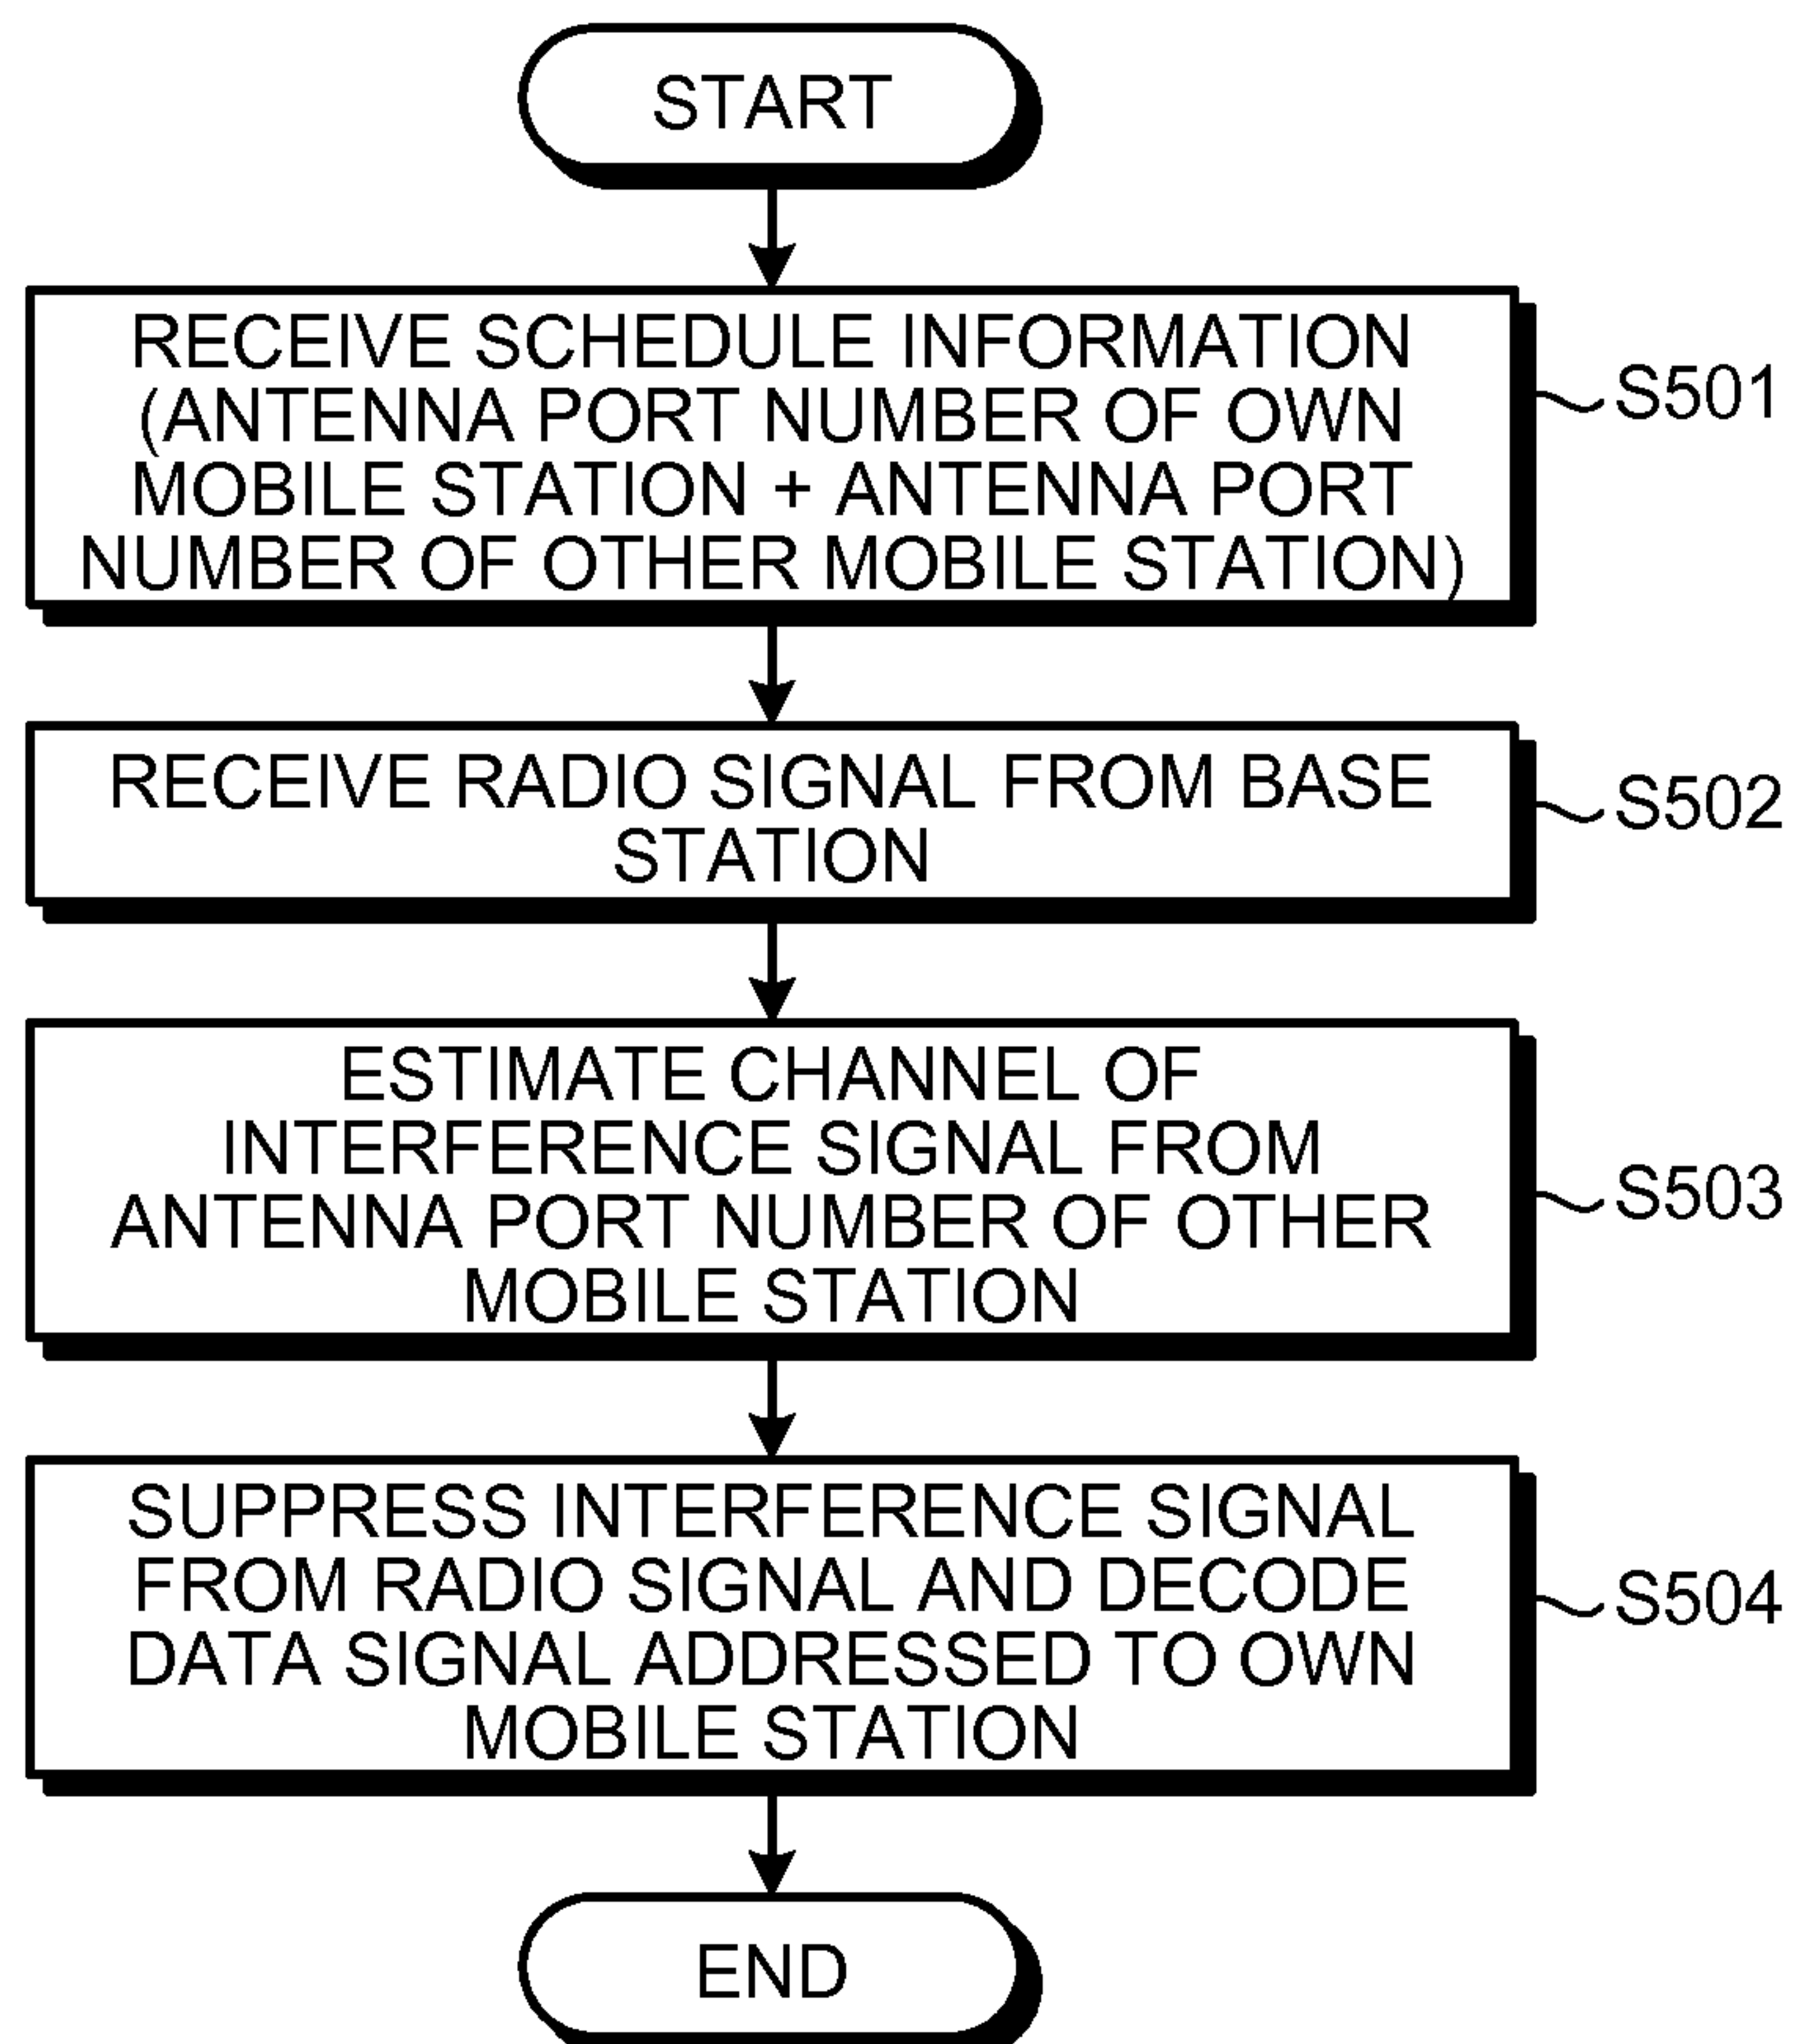 START
RECEIVE SCHEDULE INFORMATION
(ANTENNA PORT NUMBER OF OWN
MOBILE STATION + ANTENNA PORT
NUMBER OF OTHER MOBILE STATION)
S501
RECEIVE RADIO SIGNAL FROM BASE
STATION
S502
ESTIMATE CHANNEL OF
INTERFERENCE SIGNAL FROM
ANTENNA PORT NUMBER OF OTHER
MOBILE STATION
S503
SUPPRESS INTERFERENCE SIGNAL
FROM RADIO SIGNAL AND DECODE
DATA SIGNAL ADDRESSED TO OWN
MOBILE STATION
S504
END